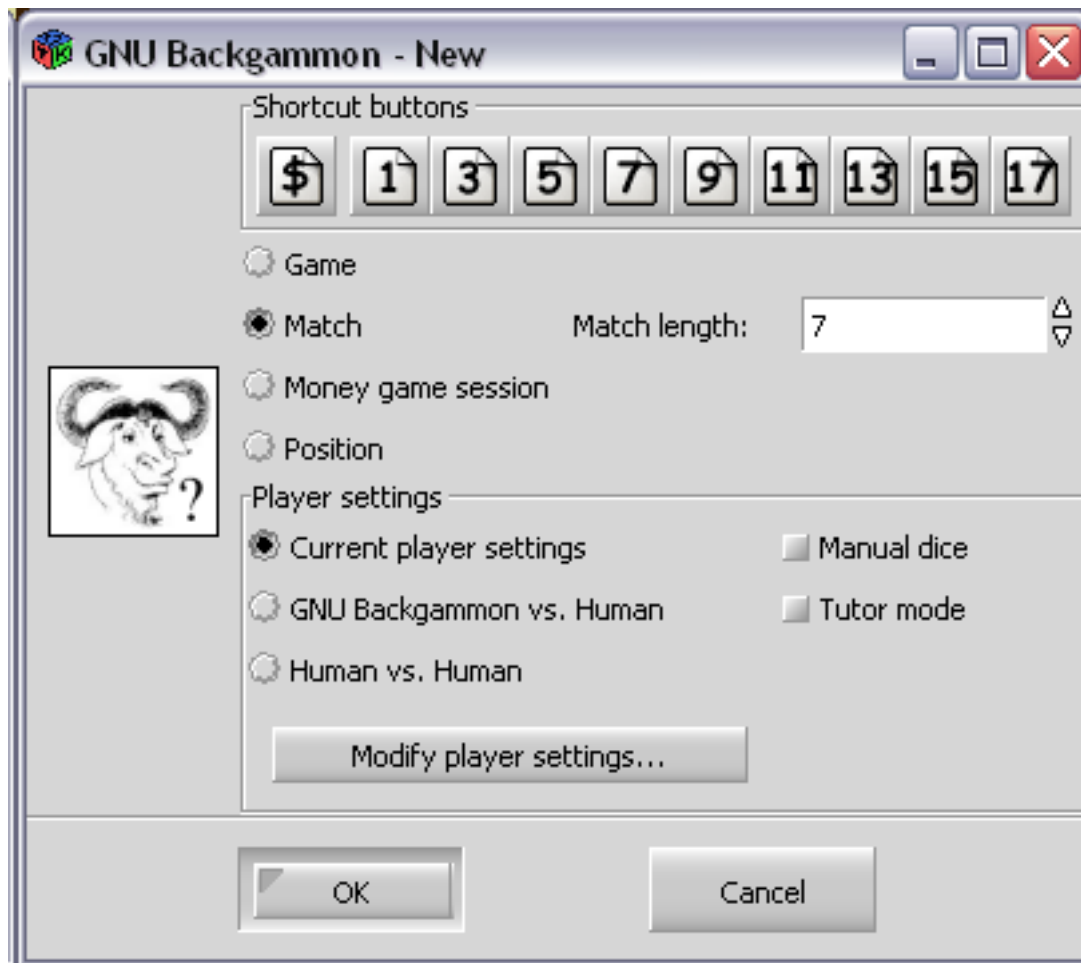 GNU Backgammon - New
Shortcut buttons
$ 1 3 5 7 9 11 13 15 17
Game
Match Match length: 7
Money game session
Position
?
Player settings
Current player settings Manual dice
GNU Backgammon vs. Human Tutor mode
Human vs. Human
Modify player settings...
OK Cancel